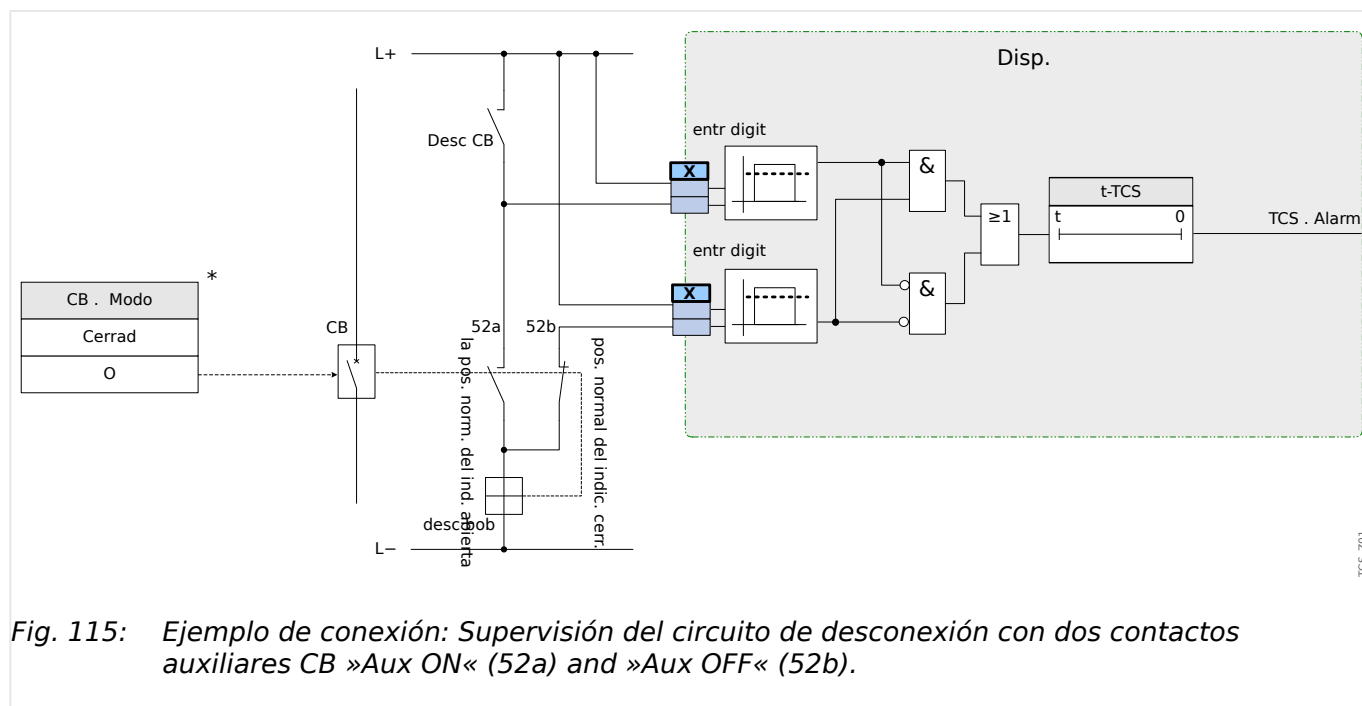 L+
Disp.
entr digit
Desc CB
X
&
t-TCS
t
0
≥1
TCS . Alarm
entr digit
*
X
&
CB . Modo
Cerrad
O
CB
52a
52b
la pos. norm. del ind. abierta
pos. normal del indic. cerr.
desc bob
L−
Fig. 115: Ejemplo de conexión: Supervisión del circuito de desconexión con dos contactos
auxiliares CB »Aux ON« (52a) and »Aux OFF« (52b).